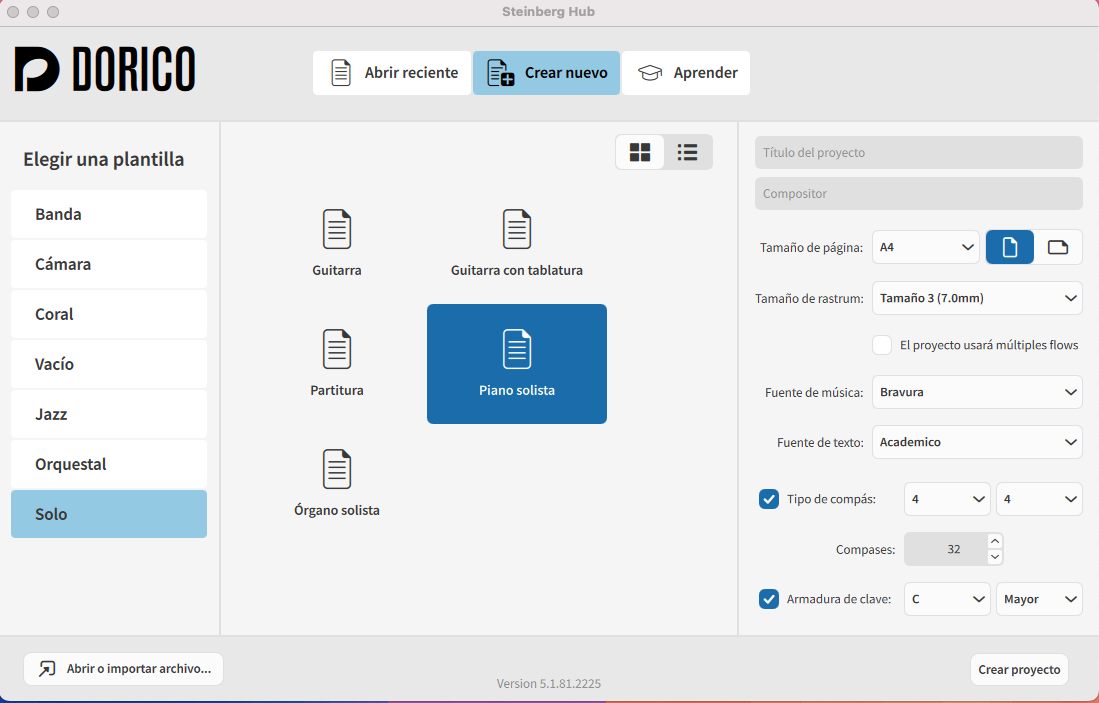 Steinberg Hub
DORICO
Abrir reciente
Crear nuevo
Aprender
Elegir una plantilla
Banda
Cámara
Coral
Vacío
Jazz
Orquestal
Solo
Guitarra
Guitarra con tablatura
Partitura
Piano solista
Órgano solista
Título del proyecto
Compositor
Tamaño de página: A4
Tamaño de rastrum: Tamaño 3 (7.0mm)
El proyecto usará múltiples flows
Fuente de música: Bravura
Fuente de texto: Academico
Tipo de compás: 4 4
Compases: 32
Armadura de clave: C Mayor
Abrir o importar archivo...
Version 5.1.81.2225
Crear proyecto